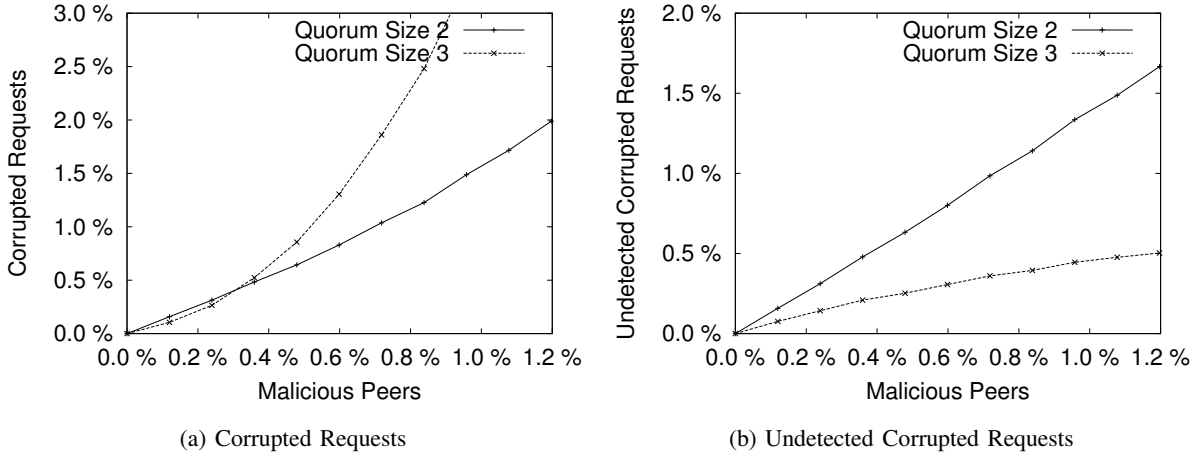 3.0 %
2.5 %
2.0 %
1.5 %
1.0 %
0.5 %
0.0 %
Corrupted Requests
Quorum Size 2
Quorum Size 3
0.0 % 0.2 % 0.4 % 0.6 % 0.8 % 1.0 % 1.2 %
Malicious Peers
(a) Corrupted Requests
2.0 %
1.5 %
1.0 %
0.5 %
0.0 %
Undetected Corrupted Requests
Quorum Size 2
Quorum Size 3
0.0 % 0.2 % 0.4 % 0.6 % 0.8 % 1.0 % 1.2 %
Malicious Peers
(b) Undetected Corrupted Requests